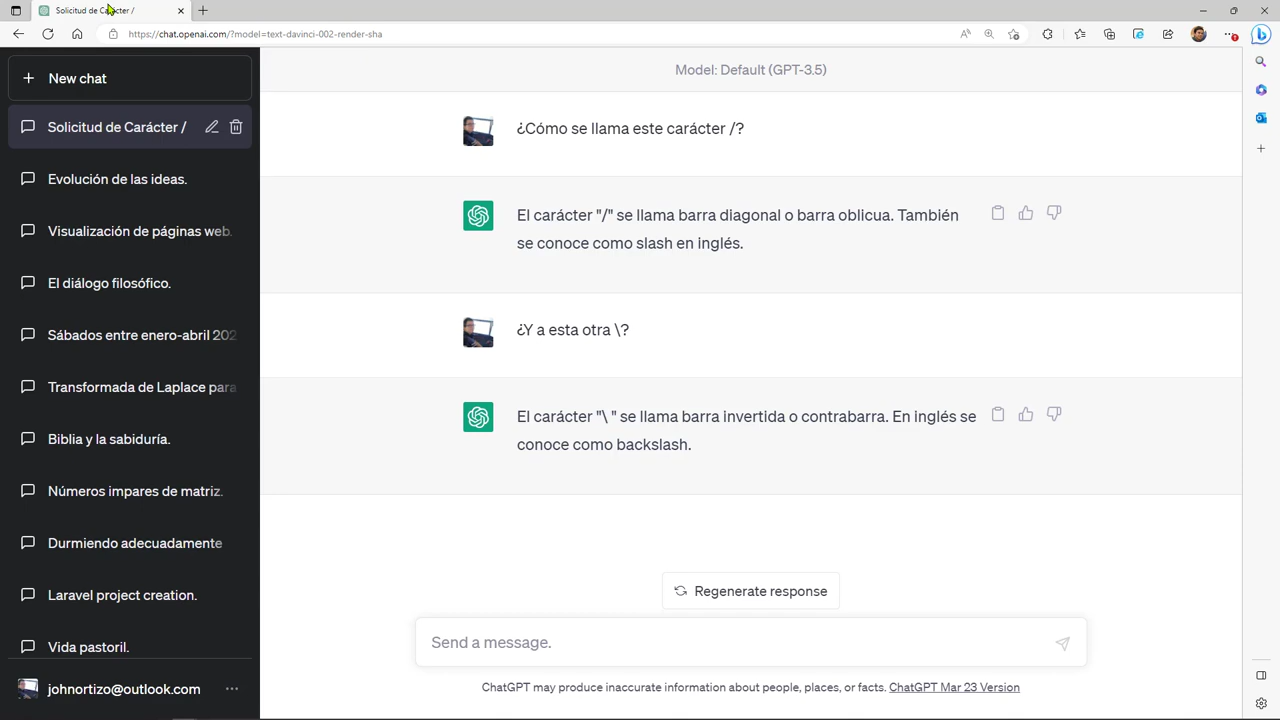 Solicitud de Carácter /
https://chat.openai.com/?model=text-davinci-002-render-sha
New chat
Solicitud de Carácter /
Evolución de las ideas.
Visualización de páginas web.
El diálogo filosófico.
Sábados entre enero-abril 202
Transformada de Laplace para
Biblia y la sabiduría.
Números impares de matriz.
Durmiendo adecuadamente
Laravel project creation.
Vida pastoril.
johnortizo@outlook.com
Model: Default (GPT-3.5)
¿Cómo se llama este carácter /?
El carácter "/" se llama barra diagonal o barra oblicua. También
se conoce como slash en inglés.
¿Y a esta otra \?
El carácter "\ " se llama barra invertida o contrabarra. En inglés se
conoce como backslash.
Regenerate response
Send a message.
ChatGPT may produce inaccurate information about people, places, or facts. ChatGPT Mar 23 Version